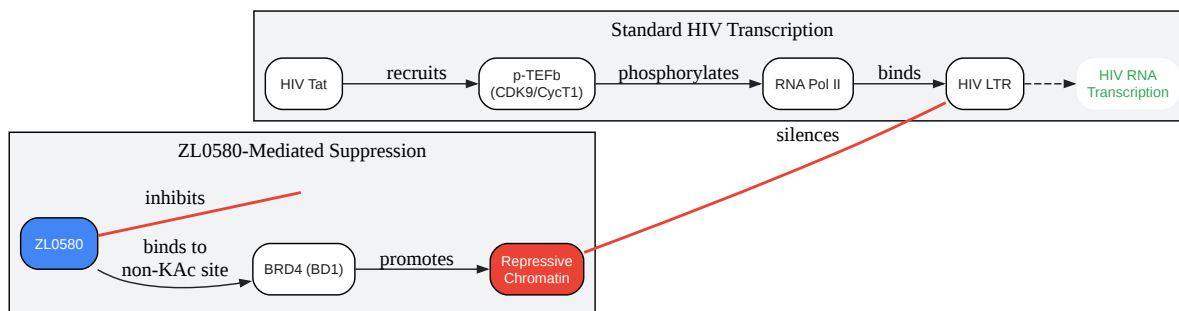 Standard HIV Transcription
HIV Tat
recruits
p-TEFb
(CDK9/CycT1)
phosphorylates
RNA Pol II
binds
HIV LTR
HIV RNA
Transcription
silences
ZL0580-Mediated Suppression
inhibits
ZL0580
binds to
non-KAc site
BRD4 (BD1)
promotes
Repressive
Chromatin